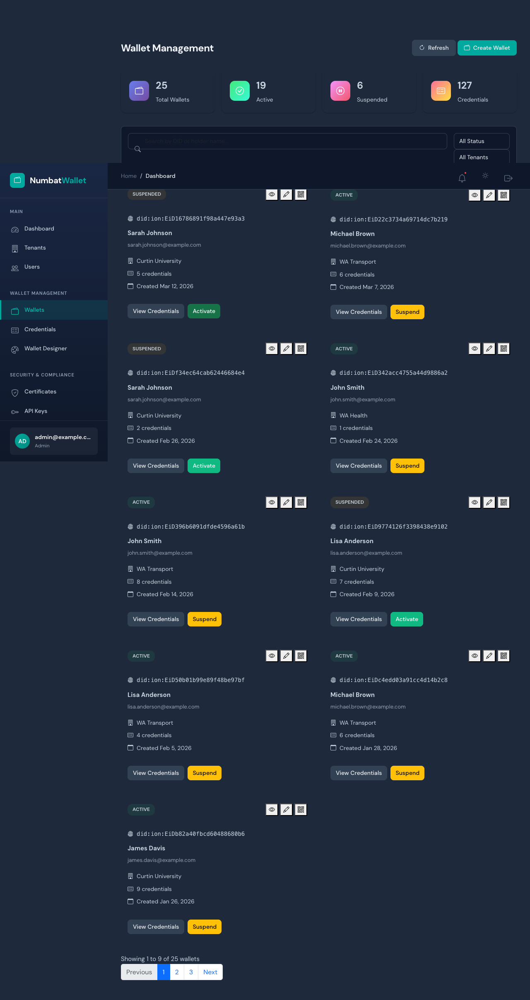 Wallet Management
Refresh
Create Wallet
25
Total Wallets
19
Active
6
Suspended
127
Credentials
Search by DID or holder name...
All Status
All Tenants
NumbatWallet
Home / Dashboard
MAIN
Dashboard
Tenants
Users
WALLET MANAGEMENT
Wallets
Credentials
Wallet Designer
SECURITY & COMPLIANCE
Certificates
API Keys
AD
admin@example.c...
Admin
SUSPENDED
did:ion:EiD16786891f98a447e93a3
Sarah Johnson
sarah.johnson@example.com
Curtin University
5 credentials
Created Mar 12, 2026
View Credentials
Activate
ACTIVE
did:ion:EiD22c3734a69714dc7b219
Michael Brown
michael.brown@example.com
WA Transport
6 credentials
Created Mar 7, 2026
View Credentials
Suspend
SUSPENDED
did:ion:EiDf34ec64cab62446684e4
Sarah Johnson
sarah.johnson@example.com
Curtin University
2 credentials
Created Feb 26, 2026
View Credentials
Activate
ACTIVE
did:ion:EiD342acc4755a44d9886a2
John Smith
john.smith@example.com
WA Health
1 credentials
Created Feb 24, 2026
View Credentials
Suspend
ACTIVE
did:ion:EiD396b6091dfde4596a61b
John Smith
john.smith@example.com
WA Transport
8 credentials
Created Feb 14, 2026
View Credentials
Suspend
SUSPENDED
did:ion:EiD9774126f3398438e9102
Lisa Anderson
lisa.anderson@example.com
Curtin University
7 credentials
Created Feb 9, 2026
View Credentials
Activate
ACTIVE
did:ion:EiD50b01b99e89f48be97bf
Lisa Anderson
lisa.anderson@example.com
WA Transport
4 credentials
Created Feb 5, 2026
View Credentials
Suspend
ACTIVE
did:ion:EiDc4edd03a91cc4d14b2c8
Michael Brown
michael.brown@example.com
WA Transport
6 credentials
Created Jan 28, 2026
View Credentials
Suspend
ACTIVE
did:ion:EiDb82a40fbcd60488680b6
James Davis
james.davis@example.com
Curtin University
9 credentials
Created Jan 26, 2026
View Credentials
Suspend
Showing 1 to 9 of 25 wallets
Previous 1 2 3 Next